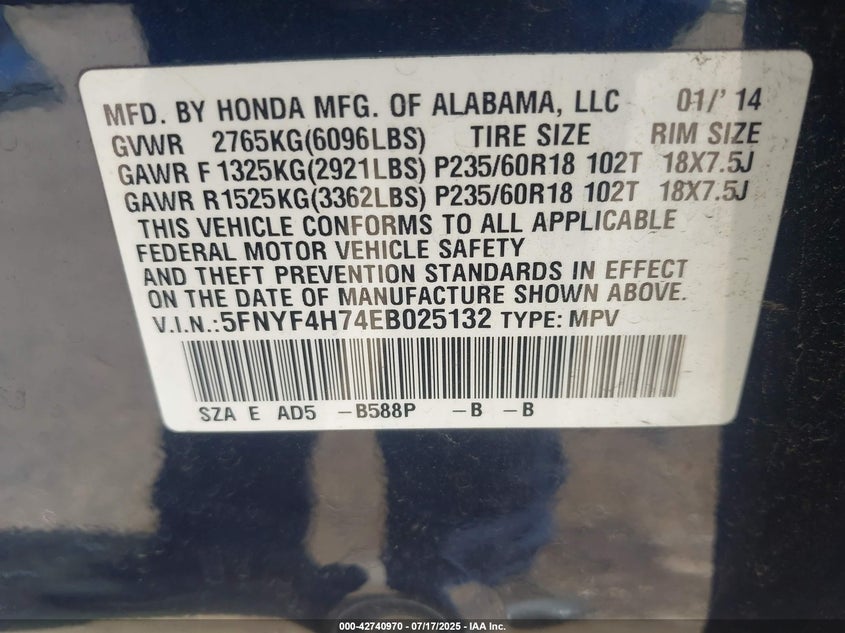 MFD. BY HONDA MFG. OF ALABAMA, LLC 01/'14
GVWR 2765KG(6096LBS) TIRE SIZE RIM SIZE
GAWR F 1325KG(2921LBS) P235/60R18 102T 18X7.5J
GAWR R1525KG(3362LBS) P235/60R18 102T 18X7.5J
THIS VEHICLE CONFORMS TO ALL APPLICABLE
FEDERAL MOTOR VEHICLE SAFETY
AND THEFT PREVENTION STANDARDS IN EFFECT
ON THE DATE OF MANUFACTURE SHOWN ABOVE.
V.I.N.:5FNYF4H74EB025132 TYPE: MPV
SZA E AD5 -B588P -B -B
000-42740970 - 07/17/2025 - IAA Inc.